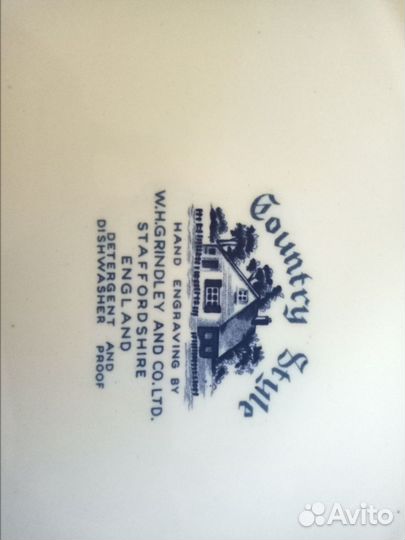 Country Style
HAND ENGRAVING BY
W.H.GRINDLEY AND CO.LTD.
STAFFORDSHIRE
ENGLAND
DETERGENT AND
DISHWASHER PROOF
Avito